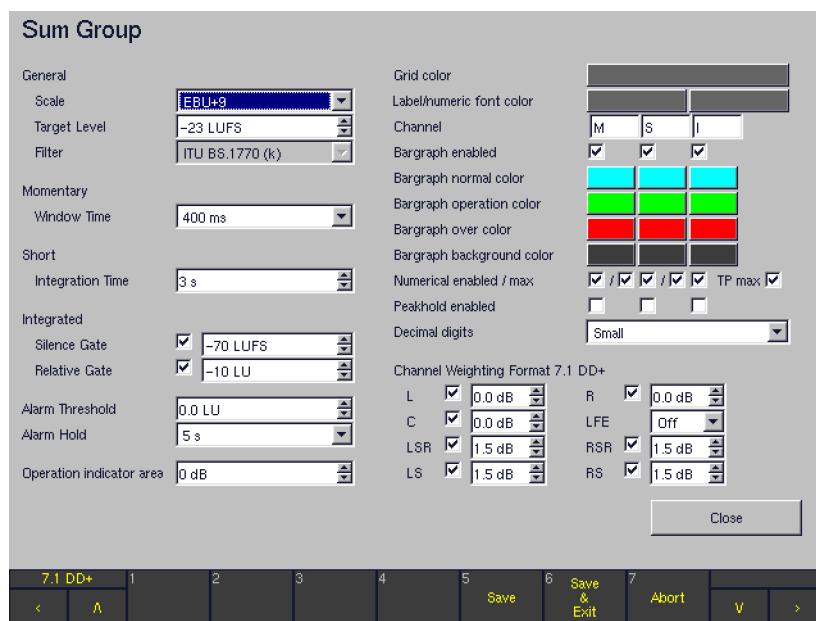 Sum Group
General
Scale EBU+9
Target Level -23 LUFS
Filter ITU BS.1770 (k)
Momentary
Window Time 400 ms
Short
Integration Time 3 s
Integrated
Silence Gate -70 LUFS
Relative Gate -10 LU
Alarm Threshold 0.0 LU
Alarm Hold 5 s
Operation indicator area 0 dB
Grid color
Label/numeric font color
Channel M S I
Bargraph enabled
Bargraph normal color
Bargraph operation color
Bargraph over color
Bargraph background color
Numerical enabled / max / / TP max
Peakhold enabled
Decimal digits Small
Channel Weighting Format 7.1 DD+
L 0.0 dB R 0.0 dB
C 0.0 dB LFE Off
LSR 1.5 dB RSR 1.5 dB
LS 1.5 dB RS 1.5 dB
Close
7.1 DD+ 1 2 3 4 5 6 7
< Λ Save Save & Exit Abort V >